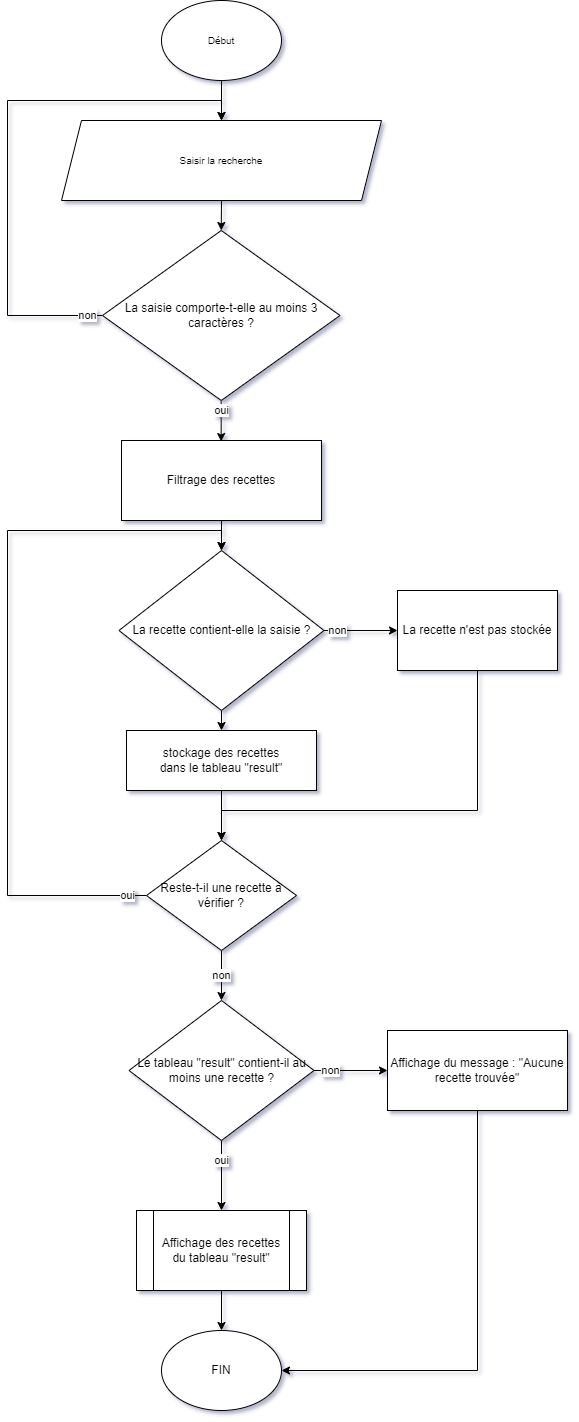 Début
Saisir la recherche
La saisie comporte-t-elle au moins 3
caractères ?
non
oui
Filtrage des recettes
La recette contient-elle la saisie ?
non
La recette n'est pas stockée
stockage des recettes
dans le tableau "result"
Reste-t-il une recette à
vérifier ?
oui
non
Le tableau "result" contient-il au
moins une recette ?
non
Affichage du message : "Aucune
recette trouvée"
oui
Affichage des recettes
du tableau "result"
FIN